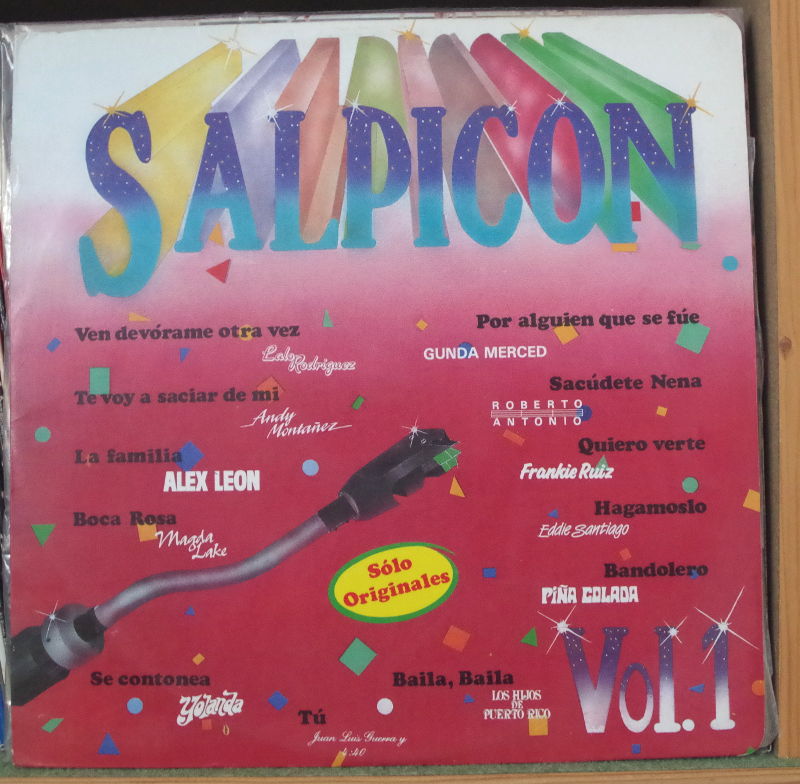 SALPICON
Ven devórame otra vez
Lalo Rodriguez
Te voy a saciar de mi
Andy
Montañez
La familia
ALEX LEON
Boca Rosa
Magda
Lake
Por alguien que se fúe
GUNDA MERCED
Sacúdete Nena
ROBERTO
ANTONIO
Quiero verte
Frankie Ruiz
Hagamoslo
Eddie Santiago
Bandolero
PIÑA COLADA
Sólo
Originales
Se contonea
Yolanda
Tú
Juan Luis Guerra y
4:40
Baila, Baila
LOS HIJOS
DE
PUERTO RICO
Vol. 1